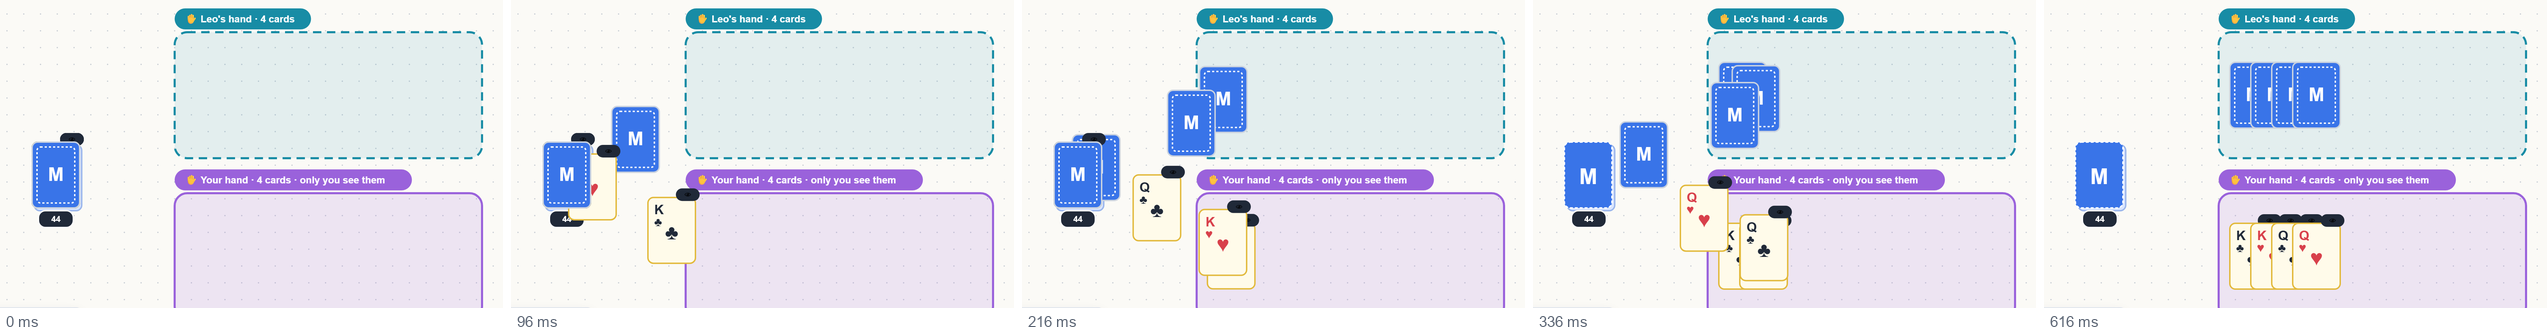 ✋ Leo's hand · 4 cards
M
44
✋ Your hand · 4 cards · only you see them
0 ms
✋ Leo's hand · 4 cards
M
M
44
K
✋ Your hand · 4 cards · only you see them
96 ms
✋ Leo's hand · 4 cards
M
M
M
44
Q
✋ Your hand · 4 cards · only you see them
K
216 ms
✋ Leo's hand · 4 cards
M
M
M
44
✋ Your hand · 4 cards · only you see them
Q
K
Q
336 ms
✋ Leo's hand · 4 cards
M
M
44
✋ Your hand · 4 cards · only you see them
K K Q Q
616 ms